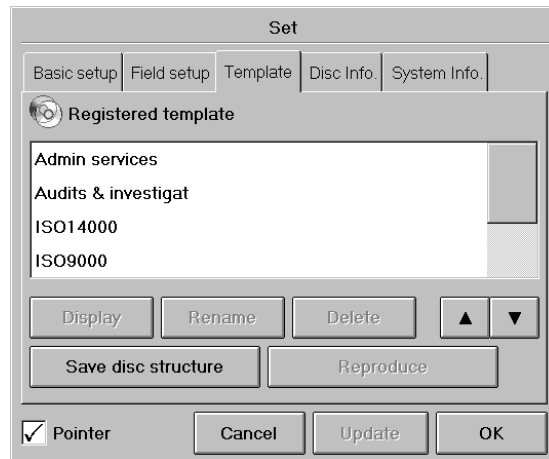 Set
Basic setup Field setup Template Disc Info. System Info.
Registered template
Admin services
Audits & investigat
ISO14000
ISO9000
Display Rename Delete ▲ ▼
Save disc structure Reproduce
Pointer Cancel Update OK